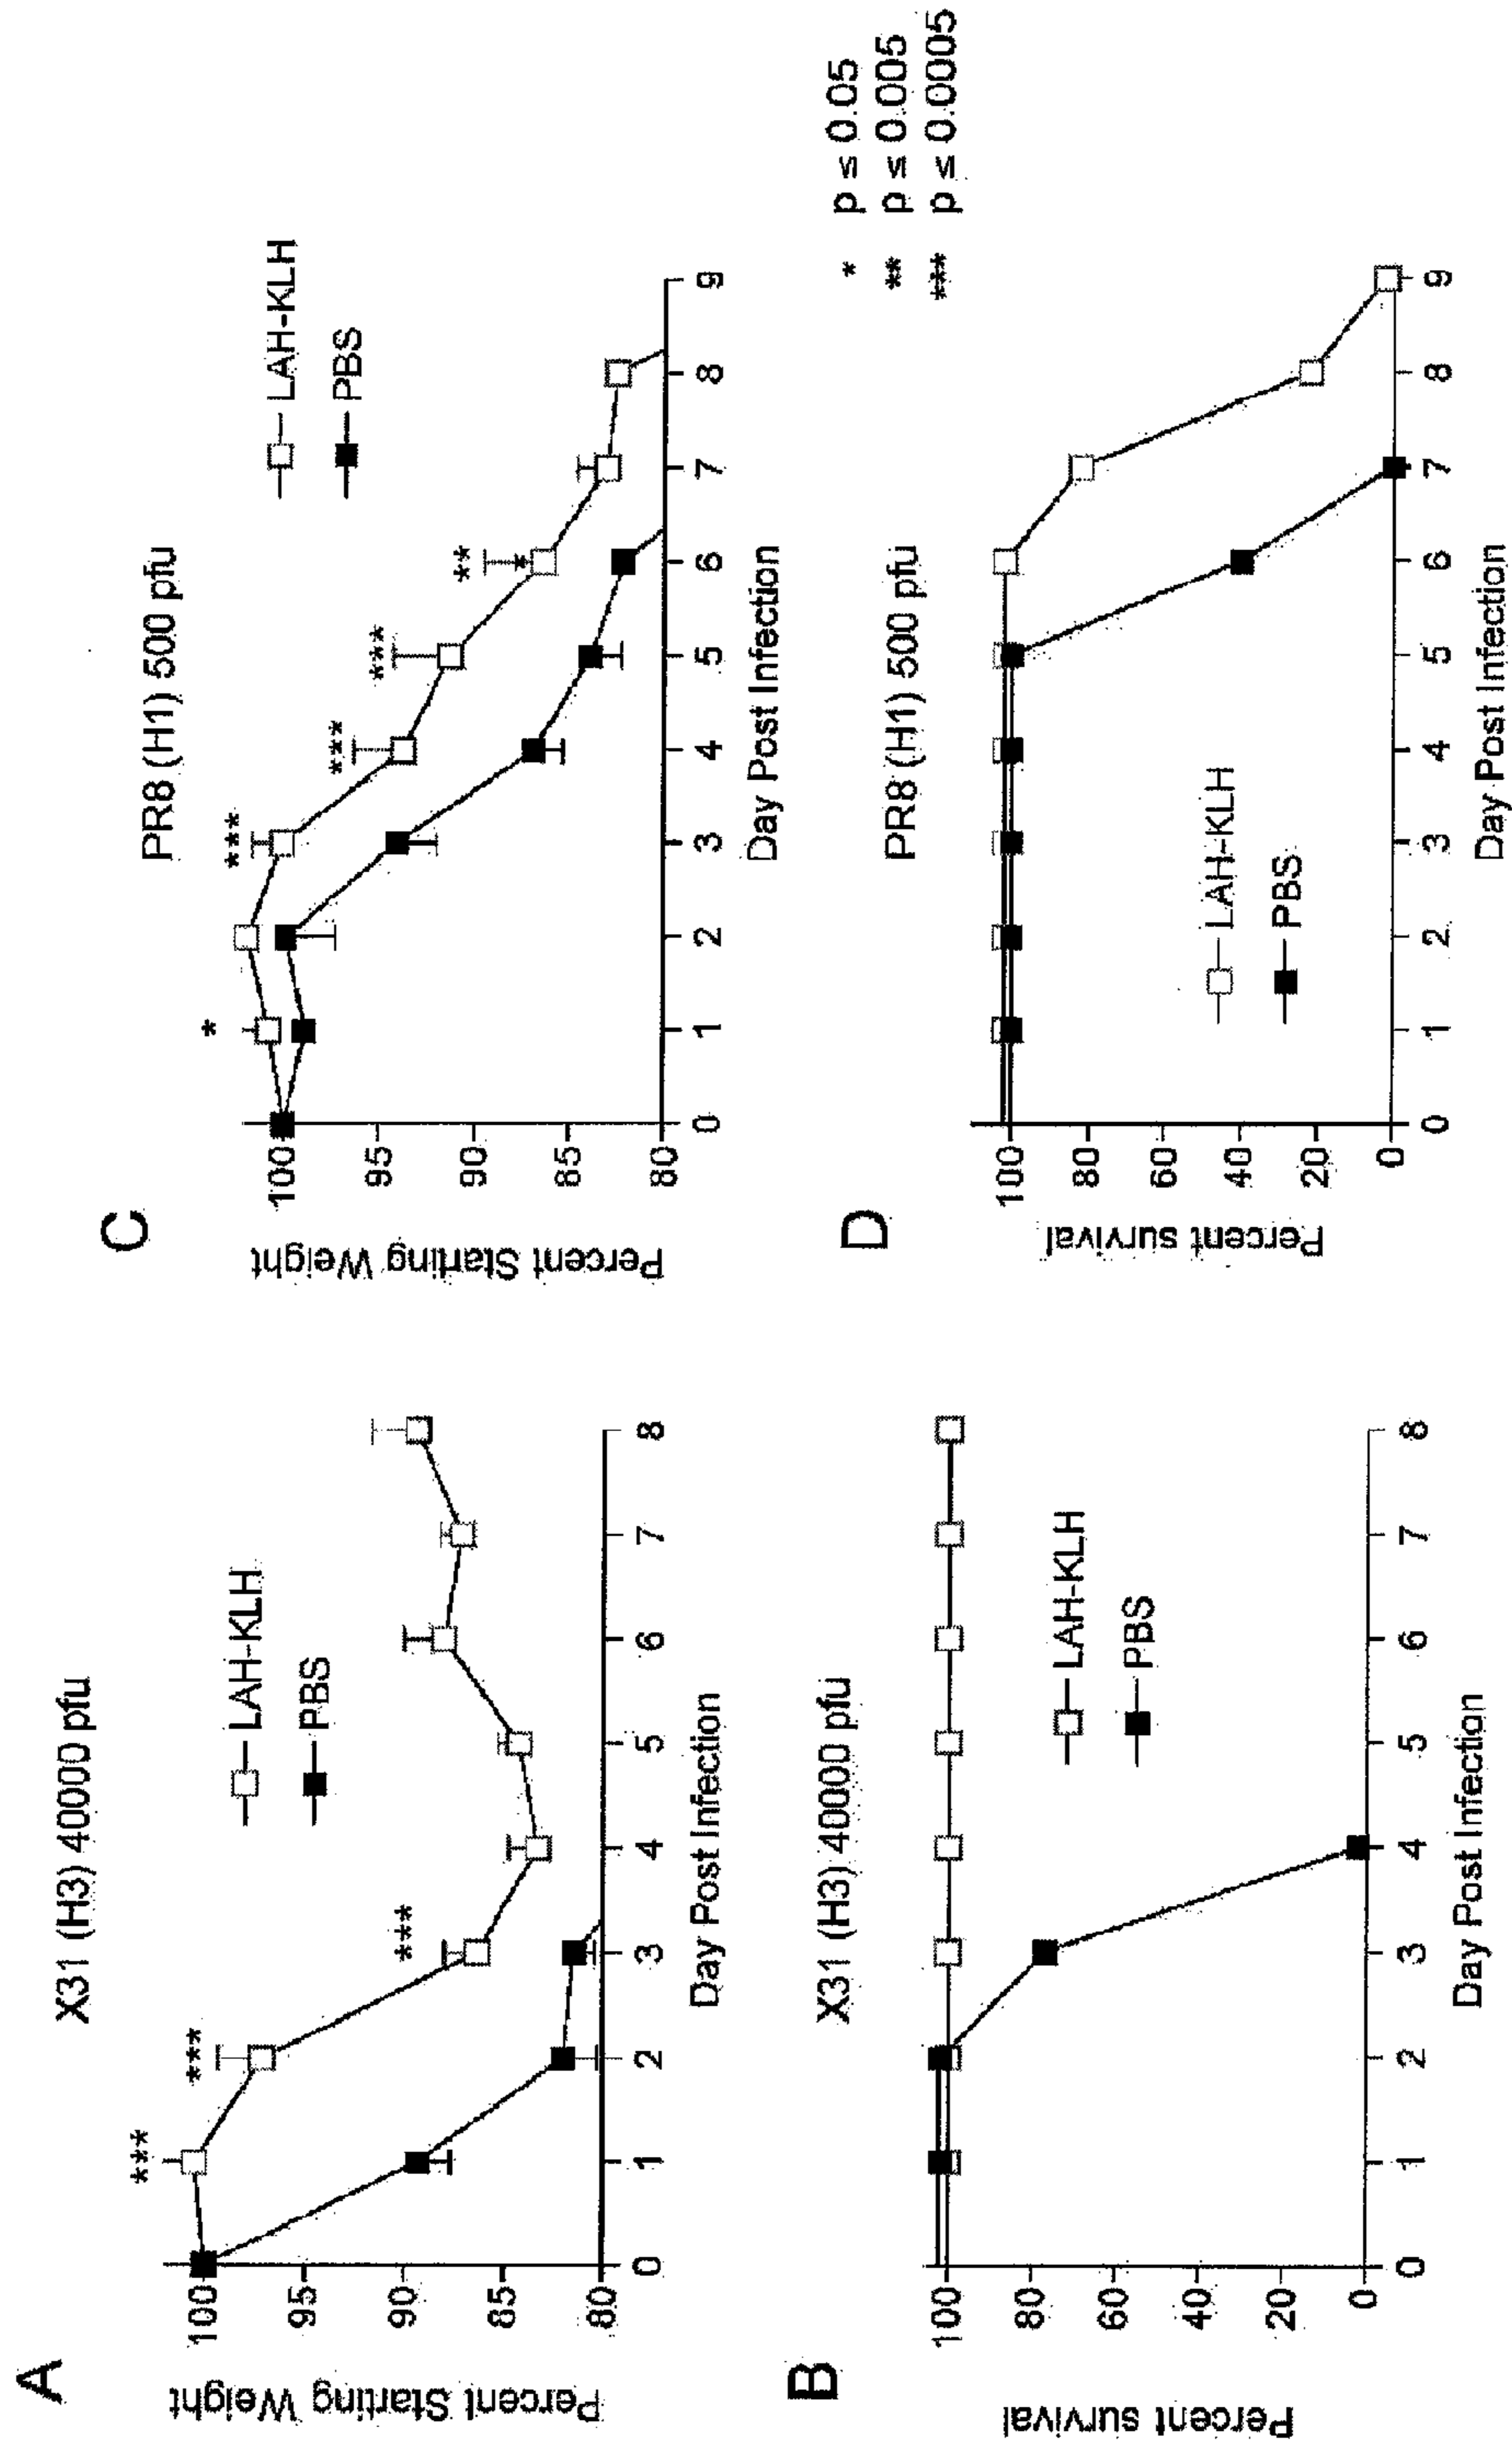 A
X31 (H3) 40000 pfu
Percent Starting Weight
100
95
90
85
80
***
***
***
LAH-KLH
PBS
0 1 2 3 4 5 6 7 8
Day Post Infection
B
X31 (H3) 40000 pfu
Percent survival
100
80
60
40
20
0
LAH-KLH
PBS
0 1 2 3 4 5 6 7 8
Day Post Infection
C
PR8 (H1) 500 pfu
Percent Starting Weight
100
95
90
85
80
*
***
***
***
**
*
LAH-KLH
PBS
0 1 2 3 4 5 6 7 8 9
Day Post Infection
D
PR8 (H1) 500 pfu
Percent survival
100
80
60
40
20
0
LAH-KLH
PBS
0 1 2 3 4 5 6 7 8 9
Day Post Infection
* p ≤ 0.05
** p ≤ 0.005
*** p ≤ 0.0005